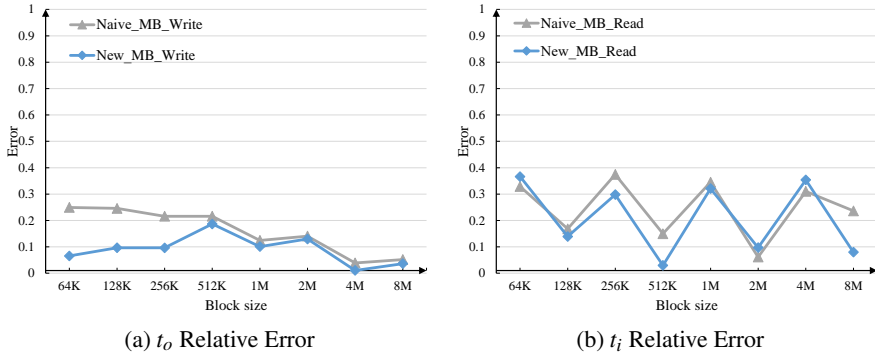 1
0.9
0.8
0.7
0.6
0.5
0.4
0.3
0.2
0.1
0
Error
Naive_MB_Write
New_MB_Write
64K 128K 256K 512K 1M 2M 4M 8M
Block size
(a) t_o Relative Error
1
0.9
0.8
0.7
0.6
0.5
0.4
0.3
0.2
0.1
0
Error
Naive_MB_Read
New_MB_Read
64K 128K 256K 512K 1M 2M 4M 8M
Block size
(b) t_i Relative Error